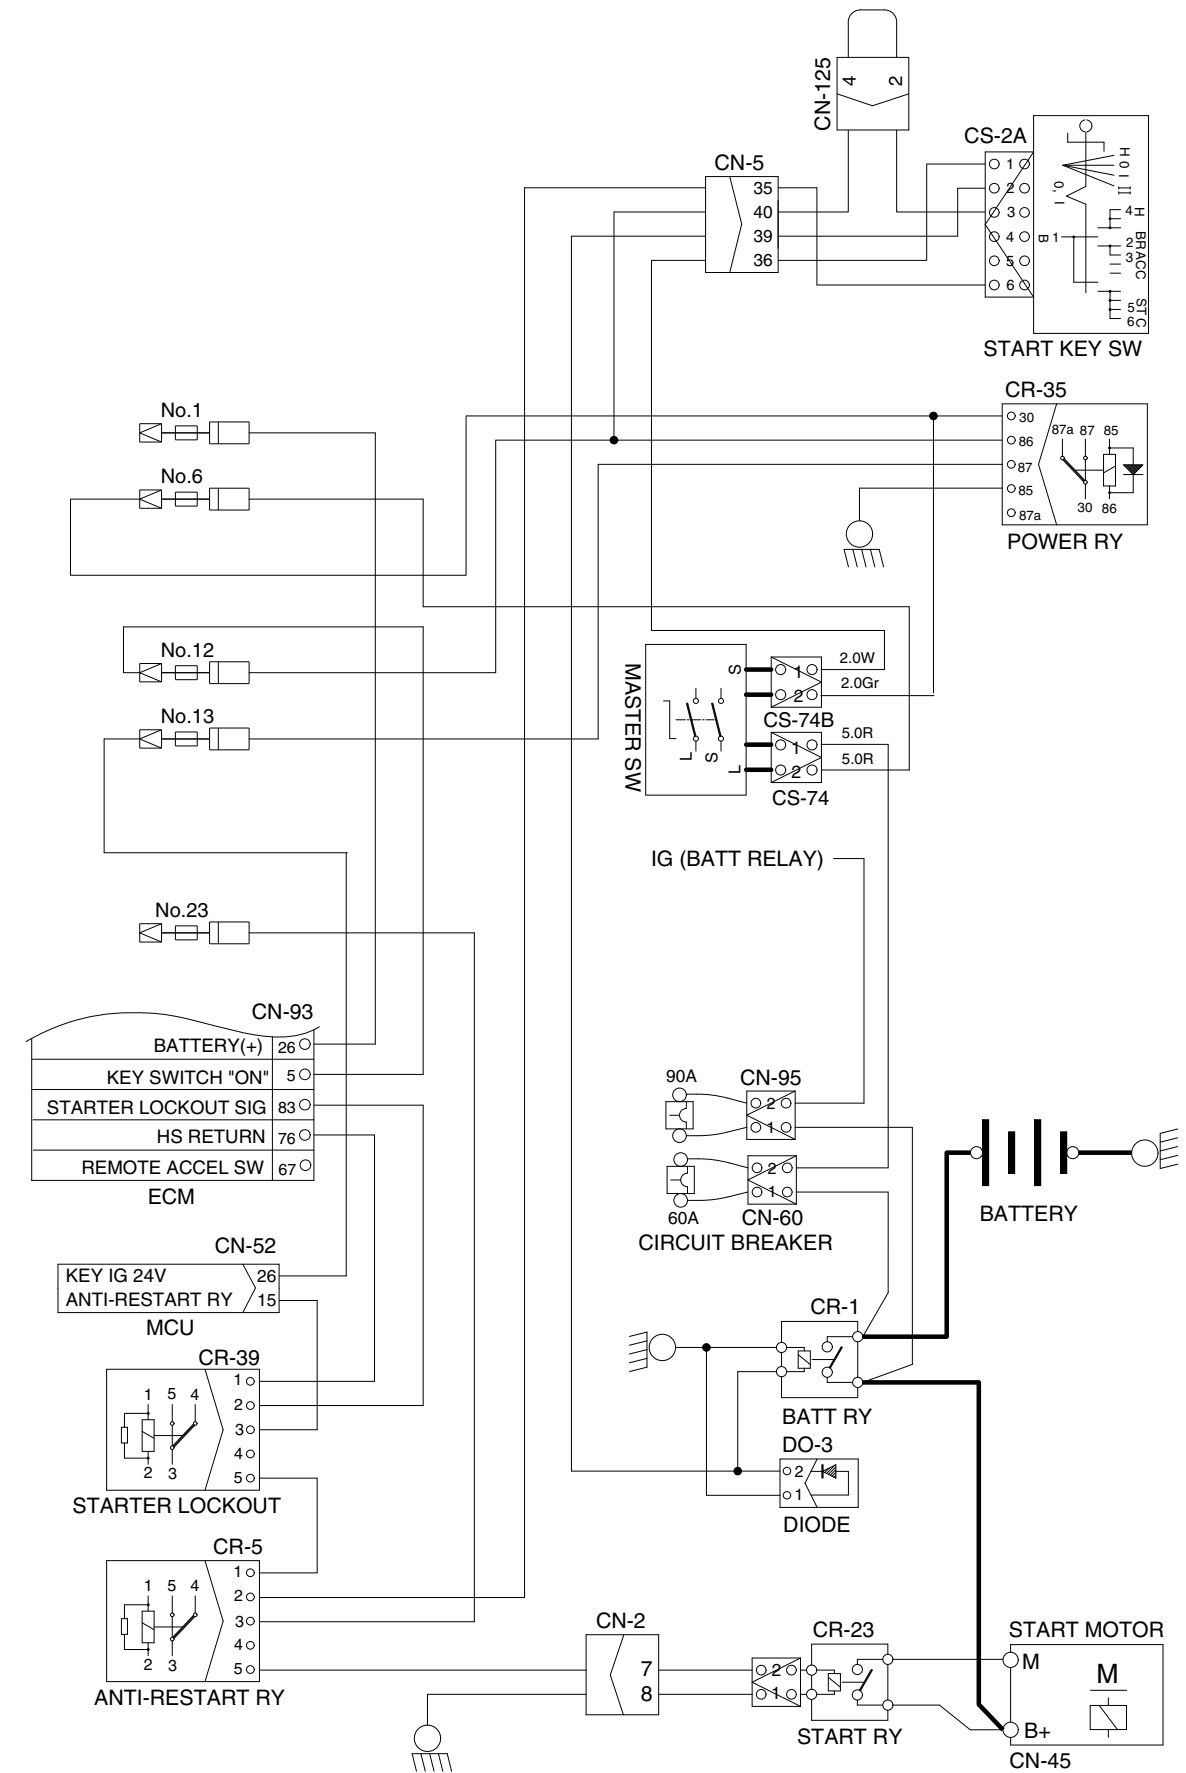 CN-125
4
2
CS-2A
CN-5
35
40
39
36
1
2
3
4
5
6
H 0 I II
0, I
B 1
4 H
2 BR
3 ACC
5 ST
6 C
START KEY SW
CR-35
30
86
87
85
87a
87a 87 85
30 86
POWER RY
No.1
No.6
No.12
No.13
No.23
MASTER SW
S
L
L
S
1
2
2.0W
2.0Gr
CS-74B
1
2
5.0R
5.0R
CS-74
IG (BATT RELAY)
CN-93
BATTERY(+) 26
KEY SWITCH "ON" 5
STARTER LOCKOUT SIG 83
HS RETURN 76
REMOTE ACCEL SW 67
ECM
90A
CN-95
2
1
2
1
60A
CN-60
CIRCUIT BREAKER
BATTERY
CN-52
KEY IG 24V 26
ANTI-RESTART RY 15
MCU
CR-1
BATT RY
CR-39
1
2
3
4
5
1 5 4
2 3
STARTER LOCKOUT
DO-3
2
1
DIODE
CR-5
1
2
3
4
5
1 5 4
2 3
ANTI-RESTART RY
CN-2
7
8
2
1
CR-23
START RY
START MOTOR
M
M
B+
CN-45